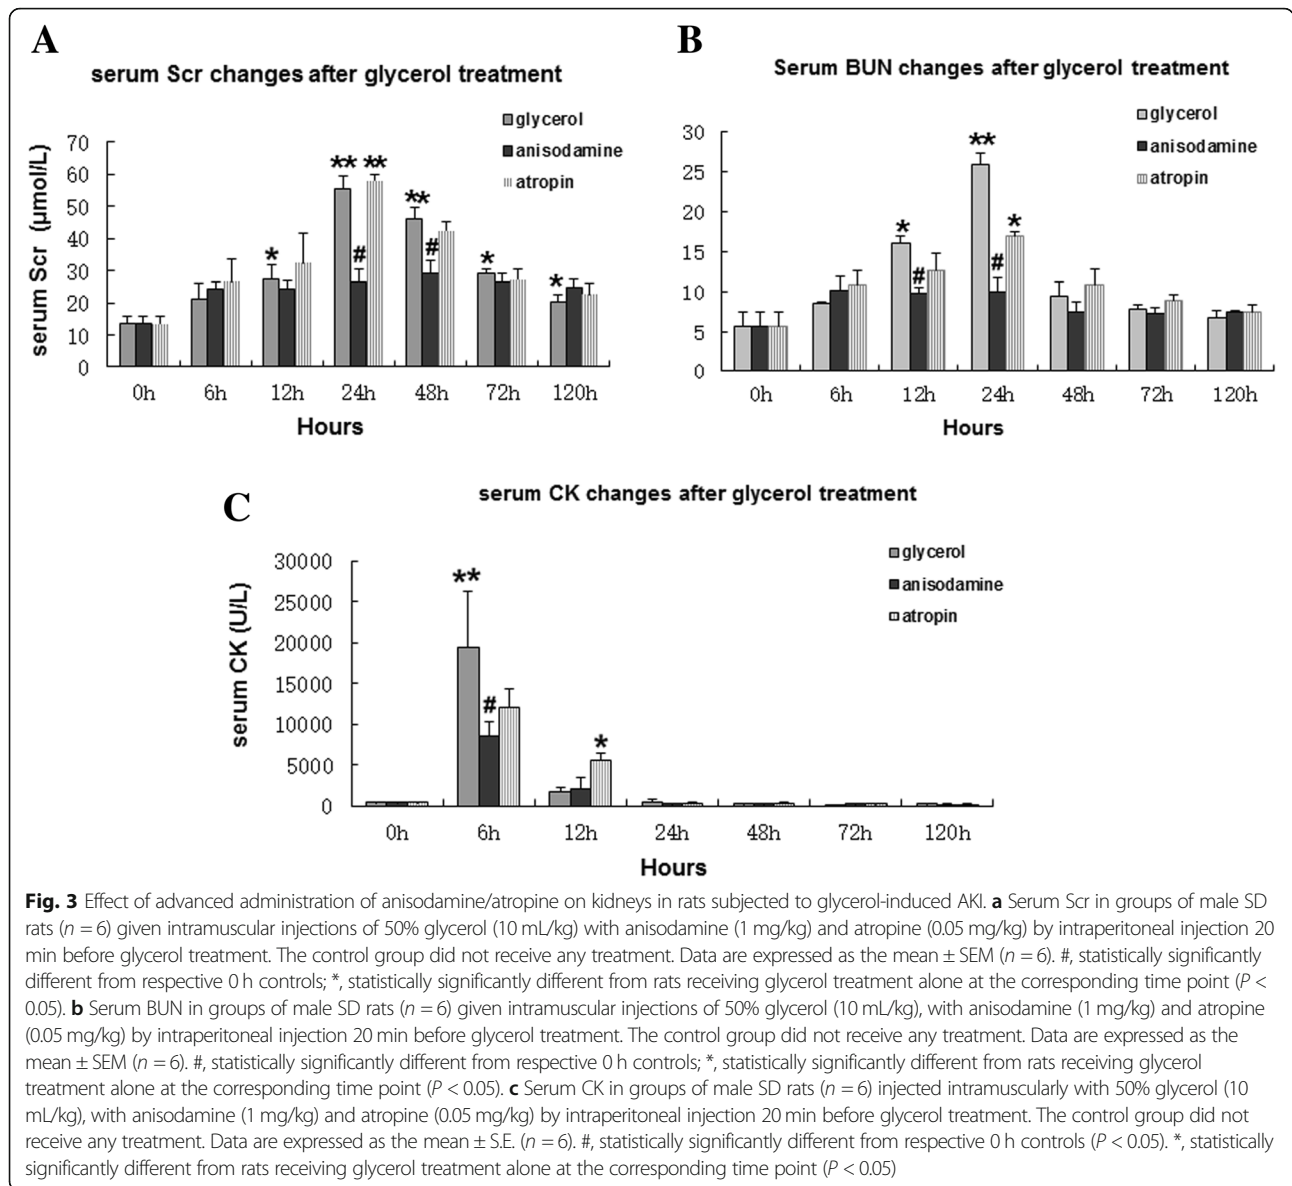 A
serum Scr changes after glycerol treatment
glycerol
anisodamine
atropin
serum Scr (μmol/L)
70
60
50
40
30
20
10
0
** **
**
* # # * *
0h 6h 12h 24h 48h 72h 120h
Hours
B
Serum BUN changes after glycerol treatment
glycerol
anisodamine
atropin
30
25
20
15
10
5
0
**
* *
# #
0h 6h 12h 24h 48h 72h 120h
Hours
C
serum CK changes after glycerol treatment
glycerol
anisodamine
atropin
serum CK (U/L)
30000
25000
20000
15000
10000
5000
0
**
#
*
0h 6h 12h 24h 48h 72h 120h
Hours
Fig. 3 Effect of advanced administration of anisodamine/atropine on kidneys in rats subjected to glycerol-induced AKI. a Serum Scr in groups of male SD
rats (n = 6) given intramuscular injections of 50% glycerol (10 mL/kg) with anisodamine (1 mg/kg) and atropine (0.05 mg/kg) by intraperitoneal injection 20
min before glycerol treatment. The control group did not receive any treatment. Data are expressed as the mean ± SEM (n = 6). #, statistically significantly
different from respective 0 h controls; *, statistically significantly different from rats receiving glycerol treatment alone at the corresponding time point (P <
0.05). b Serum BUN in groups of male SD rats (n = 6) given intramuscular injections of 50% glycerol (10 mL/kg), with anisodamine (1 mg/kg) and atropine
(0.05 mg/kg) by intraperitoneal injection 20 min before glycerol treatment. The control group did not receive any treatment. Data are expressed as the
mean ± SEM (n = 6). #, statistically significantly different from respective 0 h controls; *, statistically significantly different from rats receiving glycerol
treatment alone at the corresponding time point (P < 0.05). c Serum CK in groups of male SD rats (n = 6) injected intramuscularly with 50% glycerol (10
mL/kg), with anisodamine (1 mg/kg) and atropine (0.05 mg/kg) by intraperitoneal injection 20 min before glycerol treatment. The control group did not
receive any treatment. Data are expressed as the mean ± S.E. (n = 6). #, statistically significantly different from respective 0 h controls (P < 0.05). *, statistically
significantly different from rats receiving glycerol treatment alone at the corresponding time point (P < 0.05)